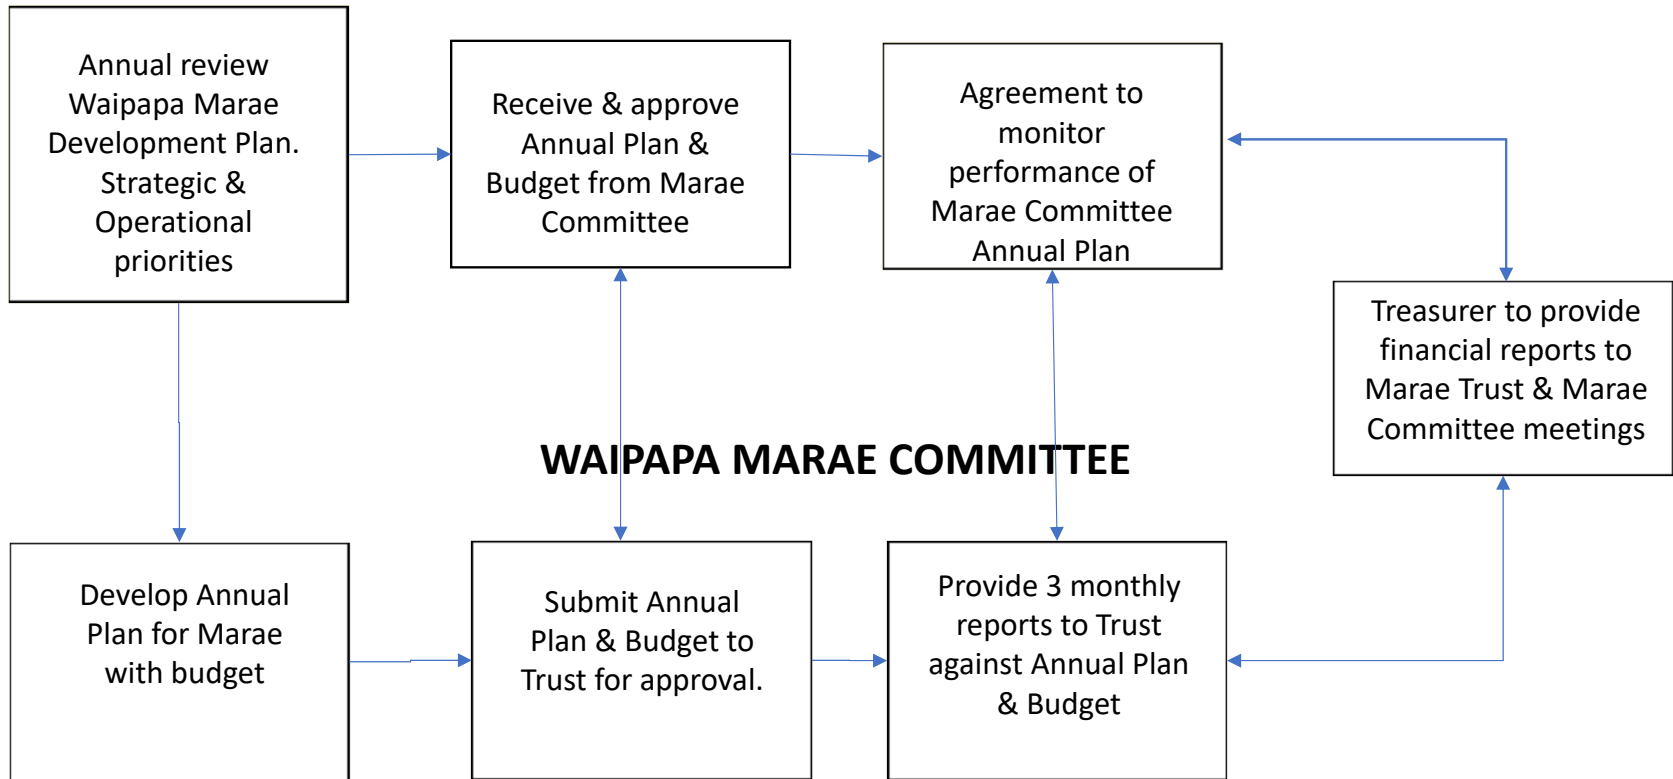 Annual review
Waipapa Marae
Development Plan.
Strategic &
Operational
priorities
Receive & approve
Annual Plan &
Budget from Marae
Committee
Agreement to
monitor
performance of
Marae Committee
Annual Plan
Treasurer to provide
financial reports to
Marae Trust & Marae
Committee meetings
WAIPAPA MARAE COMMITTEE
Develop Annual
Plan for Marae
with budget
Submit Annual
Plan & Budget to
Trust for approval.
Provide 3 monthly
reports to Trust
against Annual Plan
& Budget